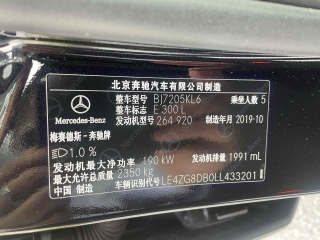 北京奔驰汽车有限公司制造
整车型号 BJ7205KL6 乘坐人数 5
整车标志 E 300 L
发动机型号 264 920 制造年月 2019-10
Mercedes-Benz
梅赛德斯-奔驰牌
1.0 %
发动机最大净功率 190 kW 发动机排量 1991 mL
最大允许总质量 2350 kg
中国 制造 车辆识别代号 LE4ZG8DB0LL433201